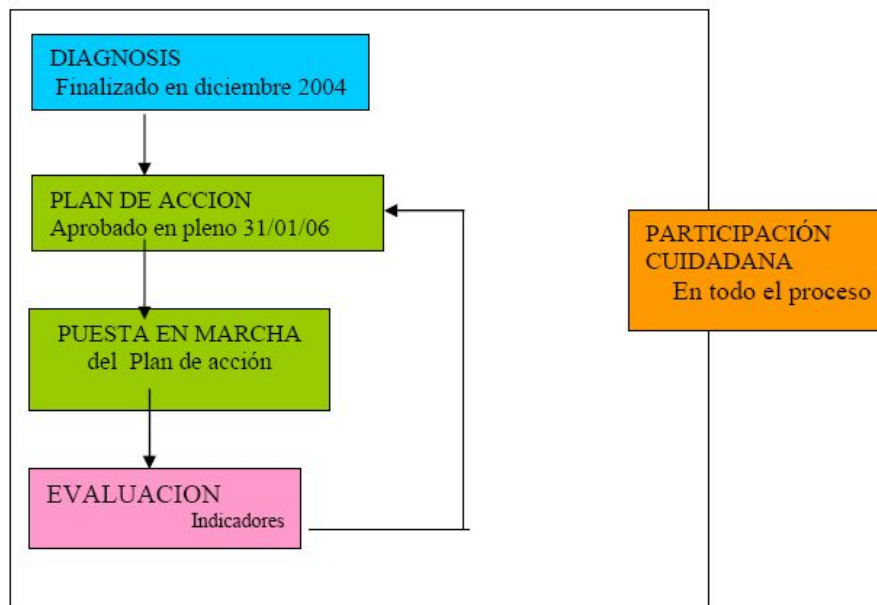 DIAGNOSIS
Finalizado en diciembre 2004
PLAN DE ACCION
Aprobado en pleno 31/01/06
PARTICIPACIÓN
CUIDADANA
En todo el proceso
PUESTA EN MARCHA
del Plan de acción
EVALUACION
Indicadores